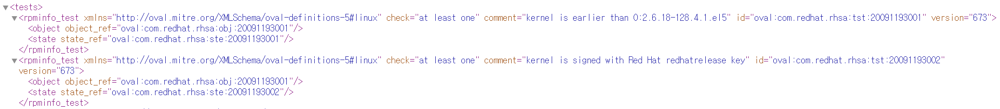 ▼<tests>
▼<rpminfo_test xmlns="http://oval.mitre.org/XMLSchema/oval-definitions-5#linux" check="at least one" comment="kernel is earlier than 0:2.6.18-128.4.1.el5" id="oval:com.redhat.rhsa:tst:20091193001" version="673">
<object object_ref="oval:com.redhat.rhsa:obj:20091193001"/>
<state state_ref="oval:com.redhat.rhsa:ste:20091193001"/>
</rpminfo_test>
▼<rpminfo_test xmlns="http://oval.mitre.org/XMLSchema/oval-definitions-5#linux" check="at least one" comment="kernel is signed with Red Hat redhatrelease key" id="oval:com.redhat.rhsa:tst:20091193002"
version="673">
<object object_ref="oval:com.redhat.rhsa:obj:20091193001"/>
<state state_ref="oval:com.redhat.rhsa:ste:20091193002"/>
</rpminfo_test>